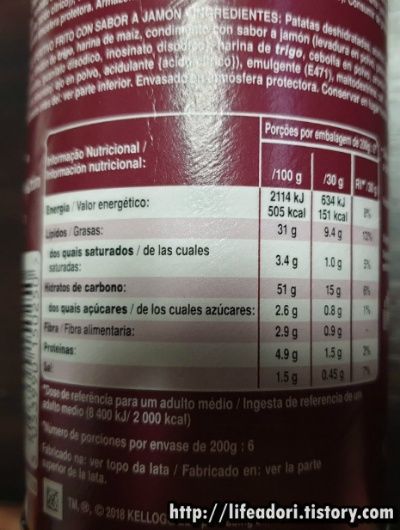 FRITO CON SABOR A JAMÓN INGREDIENTES: Patatas deshidratadas,
trigo, harina de maíz, condimento con sabor a jamón (levadura en polvo,
disódico, inosinato disódico), harina de trigo, cebolla en polvo,
ajo en polvo, acidulante (ácido cítrico)), emulgente (E471), maltodextrina
ver parte inferior. Envasado en atmósfera protectora. Conservar en lugar
Informação Nutricional /
Información nutricional:
Porções por embalagem de 200g:
/100 g /30 g
Energia / Valor energético: 2114 kJ 634 kJ
505 kcal 151 kcal 8%
Lípidos / Grasas: 31 g 9.4 g 13%
dos quais saturados / de las cuales
saturadas: 3.4 g 1.0 g 5%
Hidratos de carbono: 51 g 15 g 6%
dos quais açúcares / de los cuales azúcares: 2.6 g 0.8 g 1%
Fibra / Fibra alimentaria: 2.9 g 0.9 g -
Proteínas: 4.9 g 1.5 g 3%
Sal: 1.5 g 0.45 g 7%
*Dose de referência para um adulto médio / Ingesta de referencia de un
adulto medio (8 400 kJ/ 2 000 kcal)
Número de porciones por envase de 200g : 6
Fabricado na: ver topo da lata / Fabricado en: ver la parte
superior de la lata.
TM, ®, © 2018 KELLOGG
http://lifeadori.tistory.com